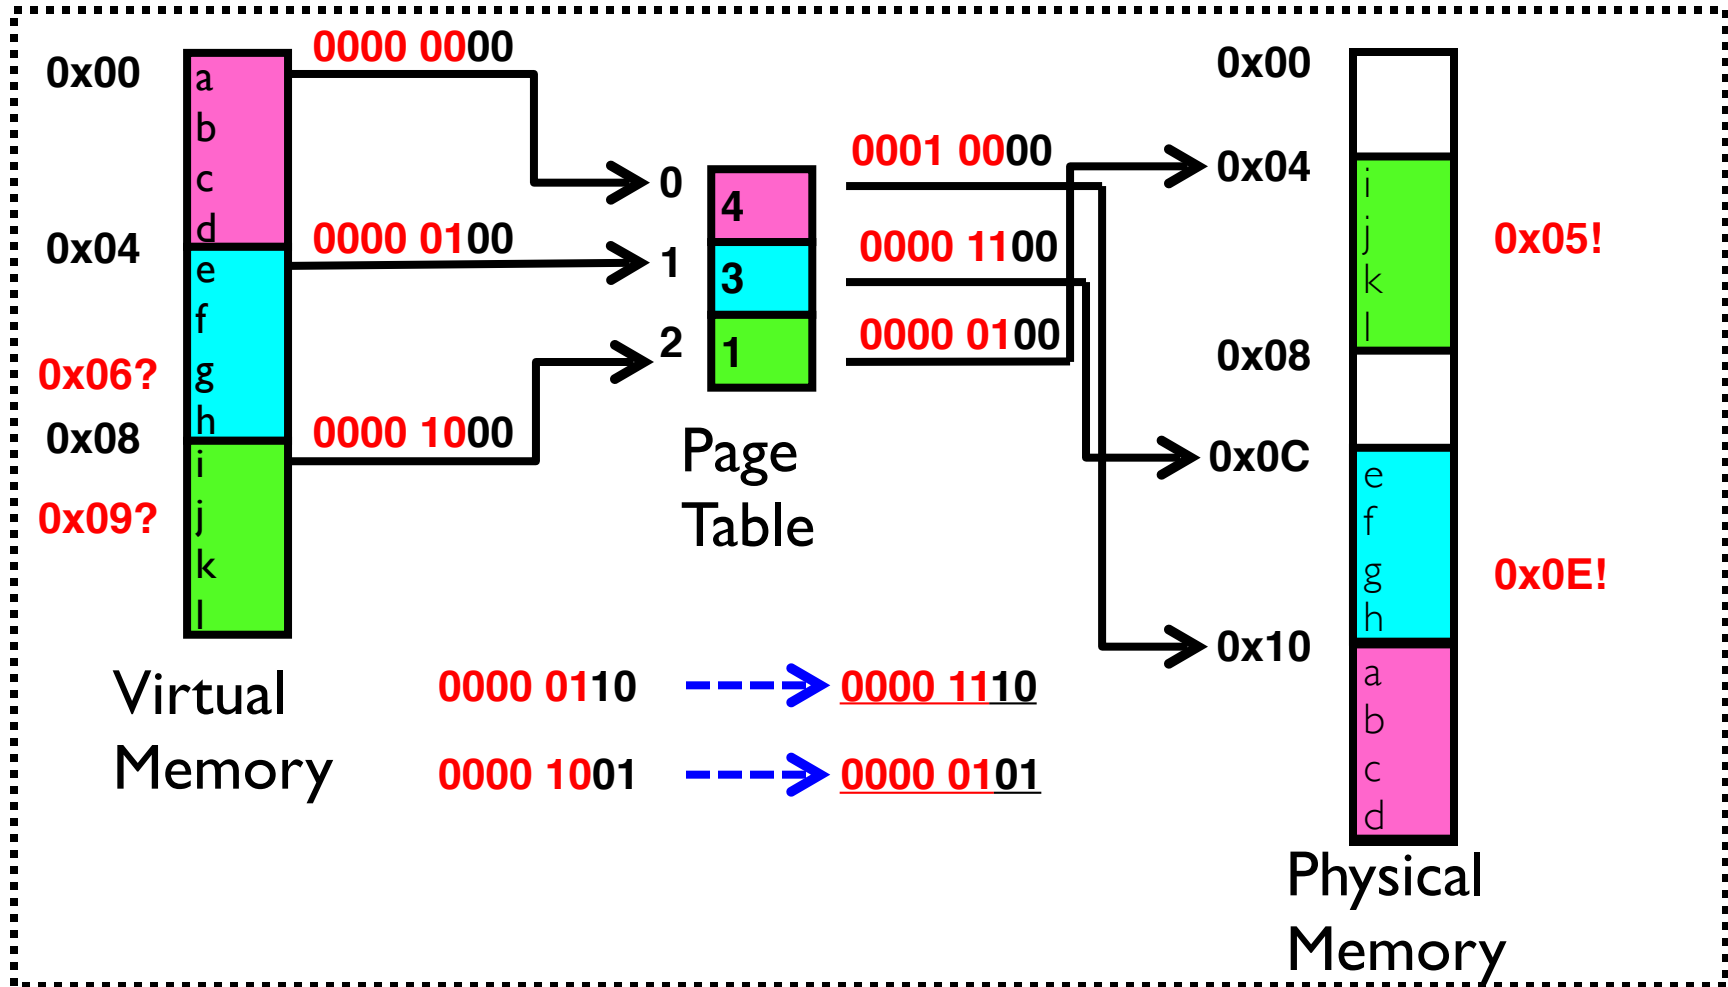 0x00
a
b
c
d
0x04
e
f
0x06?
g
h
0x08
i
0x09?
j
k
l
Virtual
Memory
0000 0000
0000 0100
0000 1000
0
1
2
4
3
1
Page
Table
0001 0000
0000 1100
0000 0100
0000 0110
0000 1110
0000 1001
0000 0101
0x00
0x04
i
j
k
l
0x05!
0x08
0x0C
e
f
g
h
0x0E!
0x10
a
b
c
d
Physical
Memory